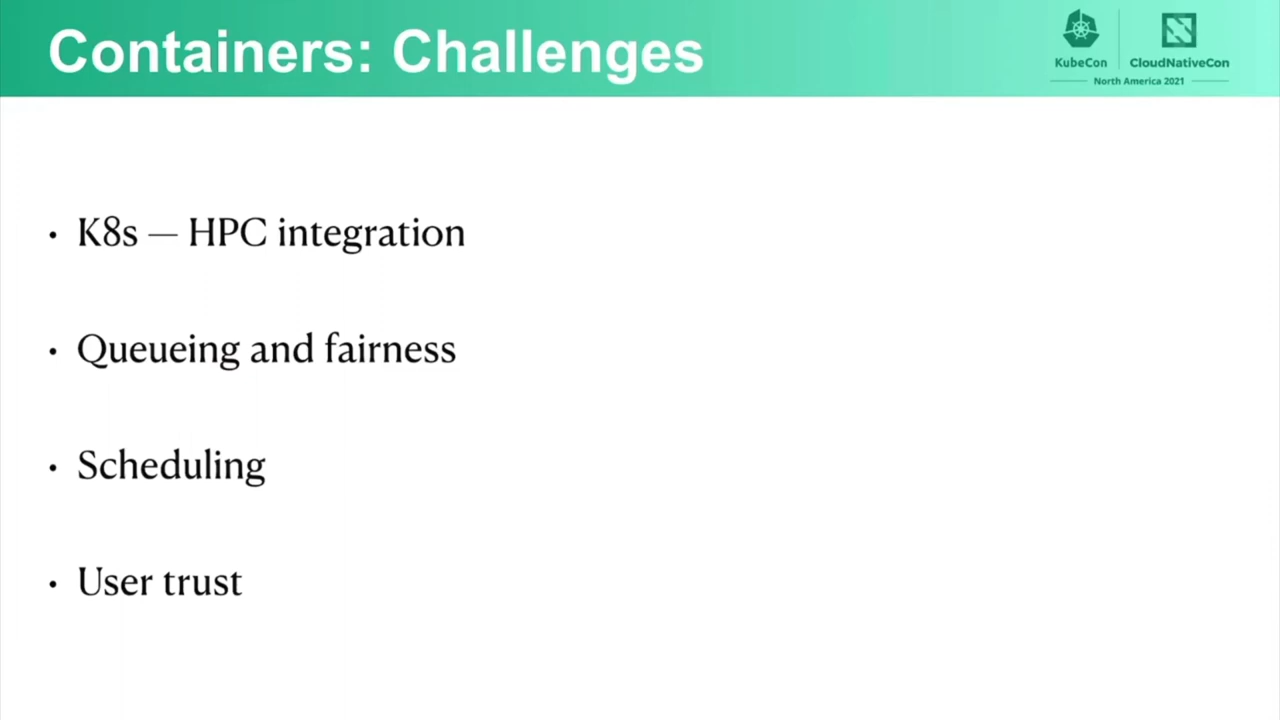 Containers: Challenges
KubeCon
CloudNativeCon
North America 2021
• K8s — HPC integration
• Queueing and fairness
• Scheduling
• User trust